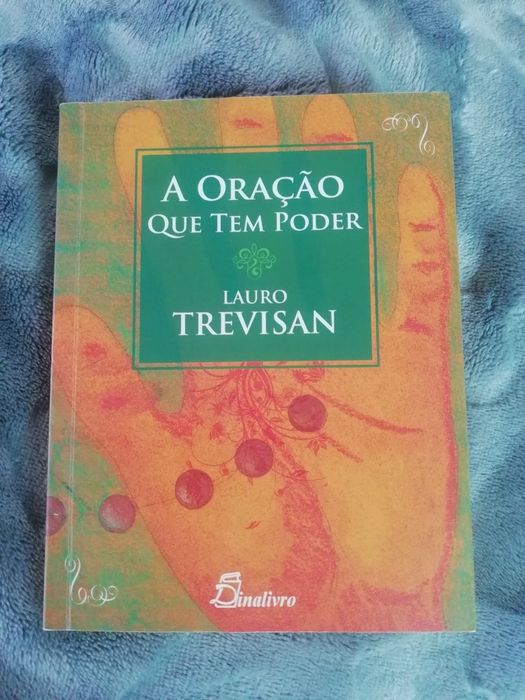 A ORAÇÃO
QUE TEM PODER
LAURO
TREVISAN
Dinalivro